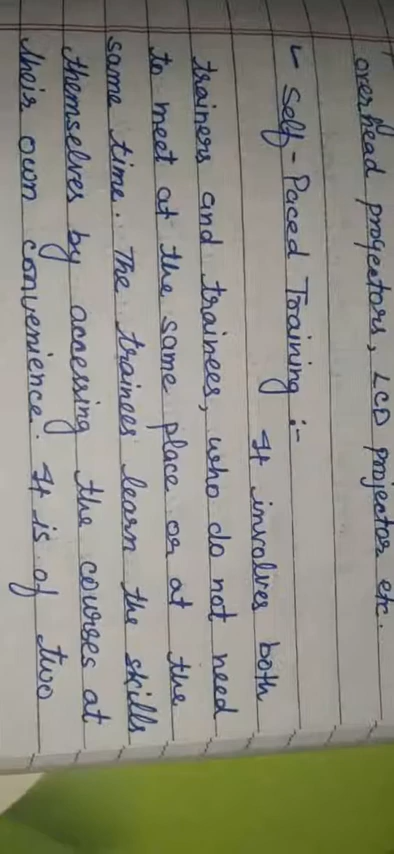 overhead projectors, LCD projector etc.
- Self-Paced Training :-
It involves both
trainers and trainees, who do not need
to meet at the same place or at the
same time. The trainees learn the skills
themselves by accessing the courses at
their own convenience. It is of two